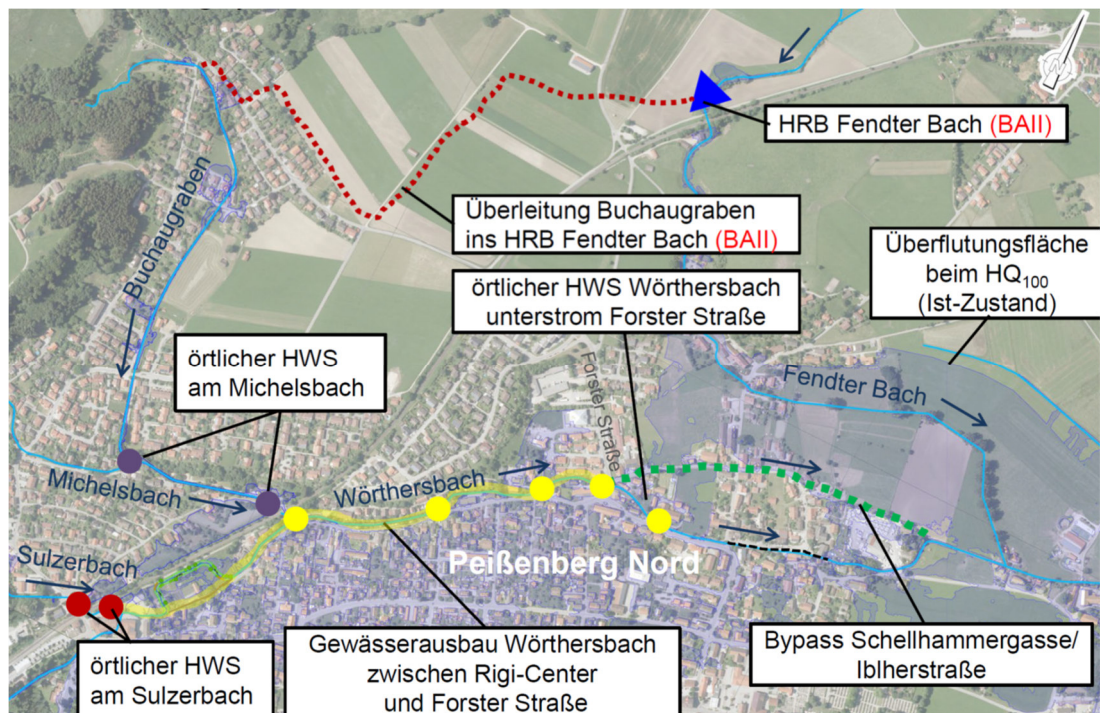 N
HRB Fendter Bach (BAII)
Überleitung Buchaugraben
ins HRB Fendter Bach (BAII)
Überflutungsfläche
beim HQ₁₀₀
(Ist-Zustand)
Buchaugraben
örtlicher HWS Wörthersbach
unterstrom Forster Straße
örtlicher HWS
am Michelsbach
Forster Straße
Fendter Bach
Michelsbach
Wörthersbach
Sulzerbach
Peißenberg Nord
örtlicher HWS
am Sulzerbach
Gewässerausbau Wörthersbach
zwischen Rigi-Center
und Forster Straße
Bypass Schellhammergasse/
Iblherstraße